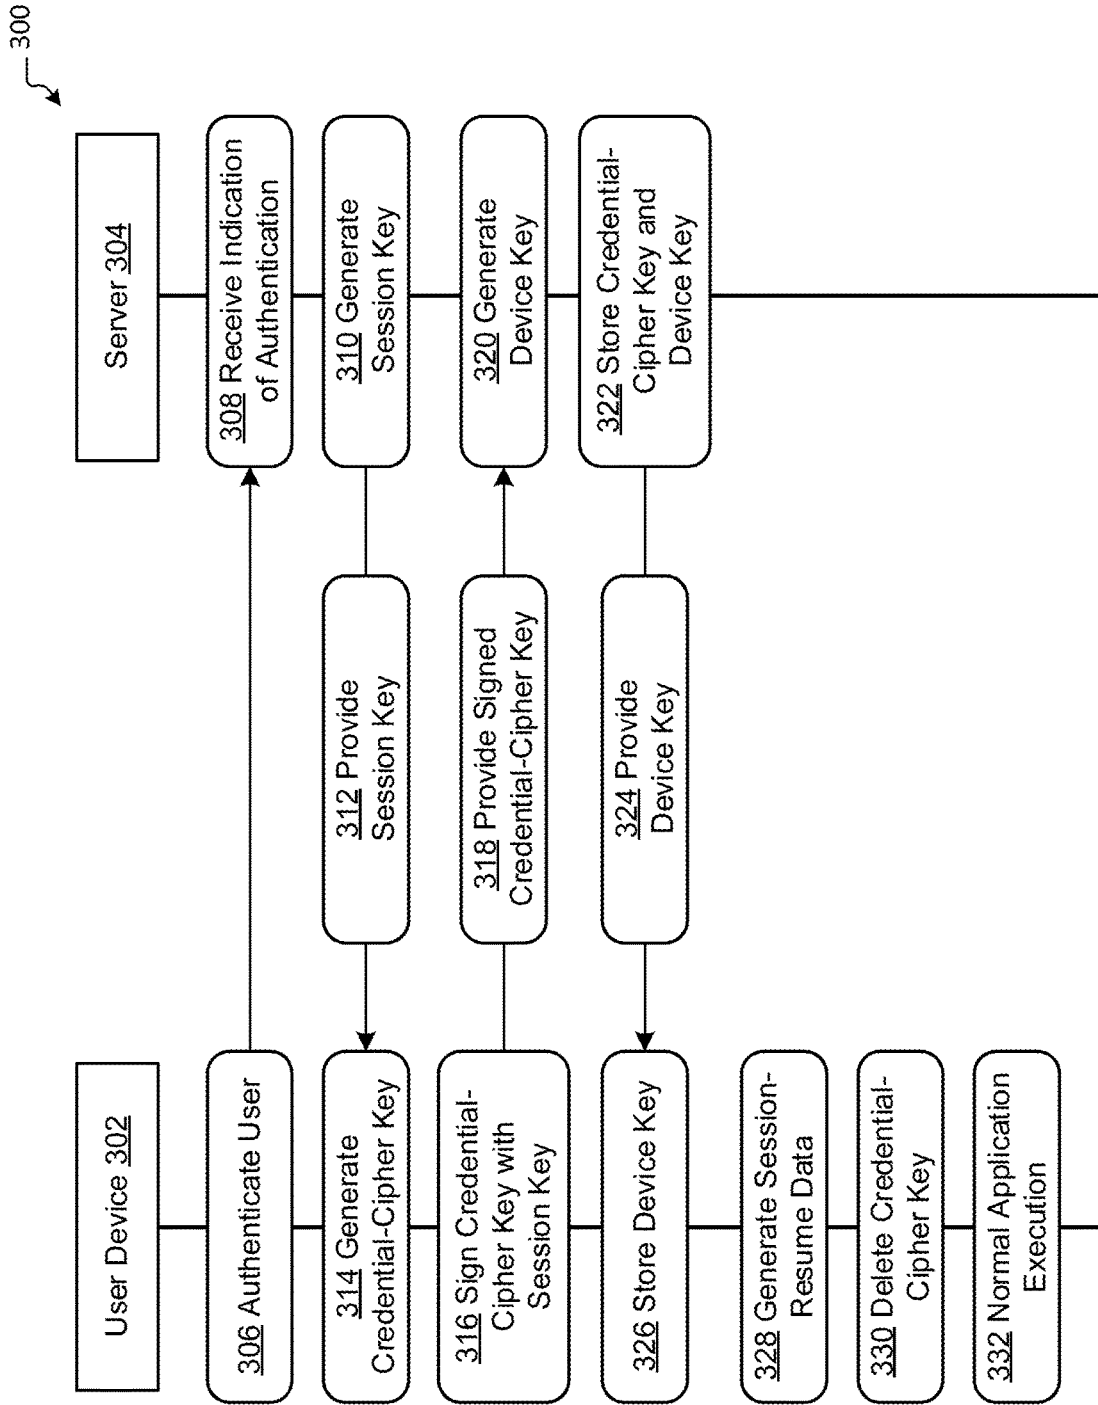 300
User Device 302
Server 304
306 Authenticate User
308 Receive Indication
of Authentication
310 Generate
Session Key
312 Provide
Session Key
314 Generate
Credential-Cipher Key
316 Sign Credential-
Cipher Key with
Session Key
318 Provide Signed
Credential-Cipher Key
320 Generate
Device Key
322 Store Credential-
Cipher Key and
Device Key
324 Provide
Device Key
326 Store Device Key
328 Generate Session-
Resume Data
330 Delete Credential-
Cipher Key
332 Normal Application
Execution